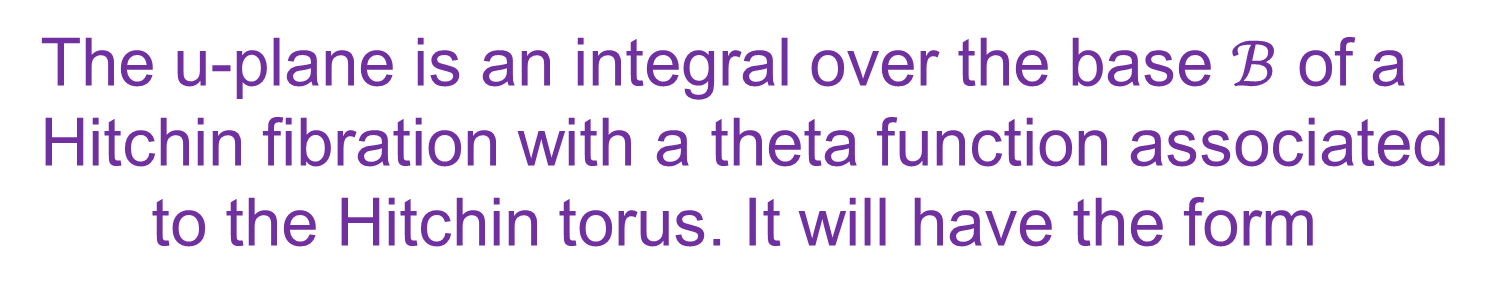 The u-plane is an integral over the base ℬ of a
Hitchin fibration with a theta function associated
to the Hitchin torus. It will have the form